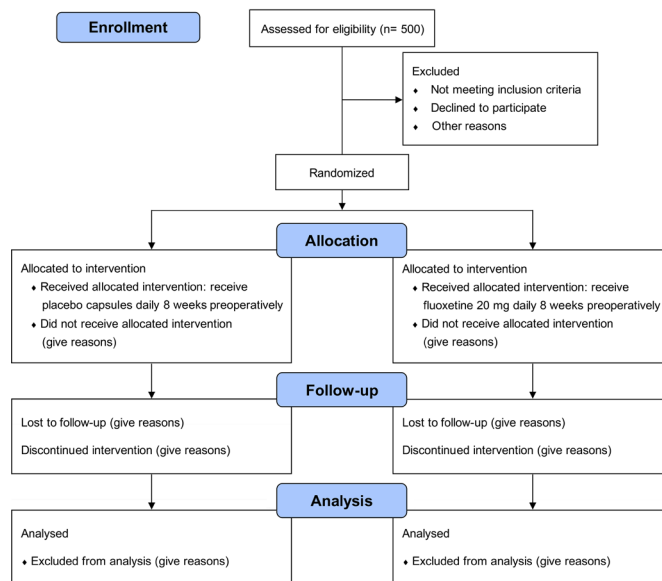 Enrollment
Assessed for eligibility (n= 500)
Excluded
♦ Not meeting inclusion criteria
♦ Declined to participate
♦ Other reasons
Randomized
Allocation
Allocated to intervention
♦ Received allocated intervention: receive
placebo capsules daily 8 weeks preoperatively
♦ Did not receive allocated intervention
(give reasons)
Allocated to intervention
♦ Received allocated intervention: receive
fluoxetine 20 mg daily 8 weeks preoperatively
♦ Did not receive allocated intervention
(give reasons)
Follow-up
Lost to follow-up (give reasons)
Discontinued intervention (give reasons)
Lost to follow-up (give reasons)
Discontinued intervention (give reasons)
Analysis
Analysed
♦ Excluded from analysis (give reasons)
Analysed
♦ Excluded from analysis (give reasons)